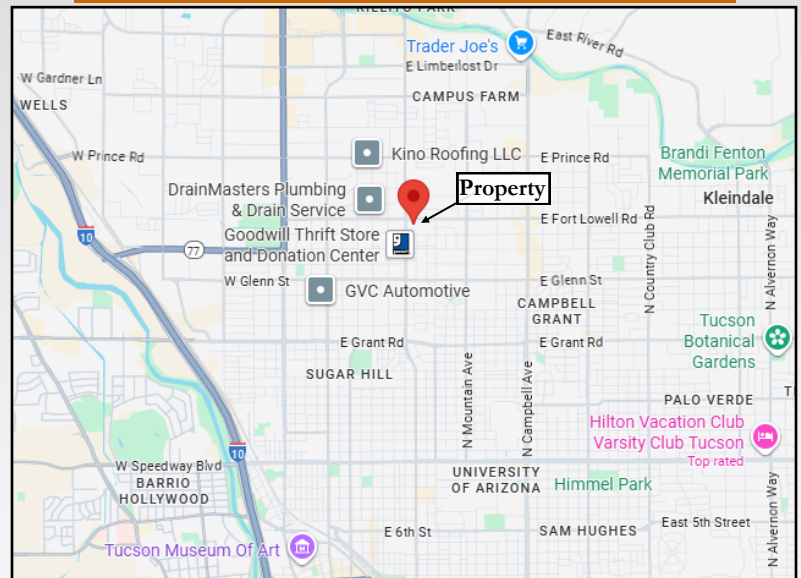 RILLITO PARK
East River Rd
Trader Joe's
E Limberlost Dr
W Gardner Ln
CAMPUS FARM
WELLS
Kino Roofing LLC
W Prince Rd
E Prince Rd
Brandi Fenton
Memorial Park
DrainMasters Plumbing
& Drain Service
Property
Kleindale
E Fort Lowell Rd
Goodwill Thrift Store
and Donation Center
10
77
N Country Club Rd
N Alvernon Way
W Glenn St
E Glenn St
GVC Automotive
CAMPBELL
GRANT
Tucson
Botanical
Gardens
E Grant Rd
E Grant Rd
SUGAR HILL
N Mountain Ave
N Campbell Ave
PALO VERDE
Hilton Vacation Club
Varsity Club Tucson
Top rated
10
W Speedway Blvd
BARRIO
HOLLYWOOD
UNIVERSITY
OF ARIZONA
Himmel Park
E 6th St
SAM HUGHES
East 5th Street
N Alvernon Way
Tucson Museum Of Art